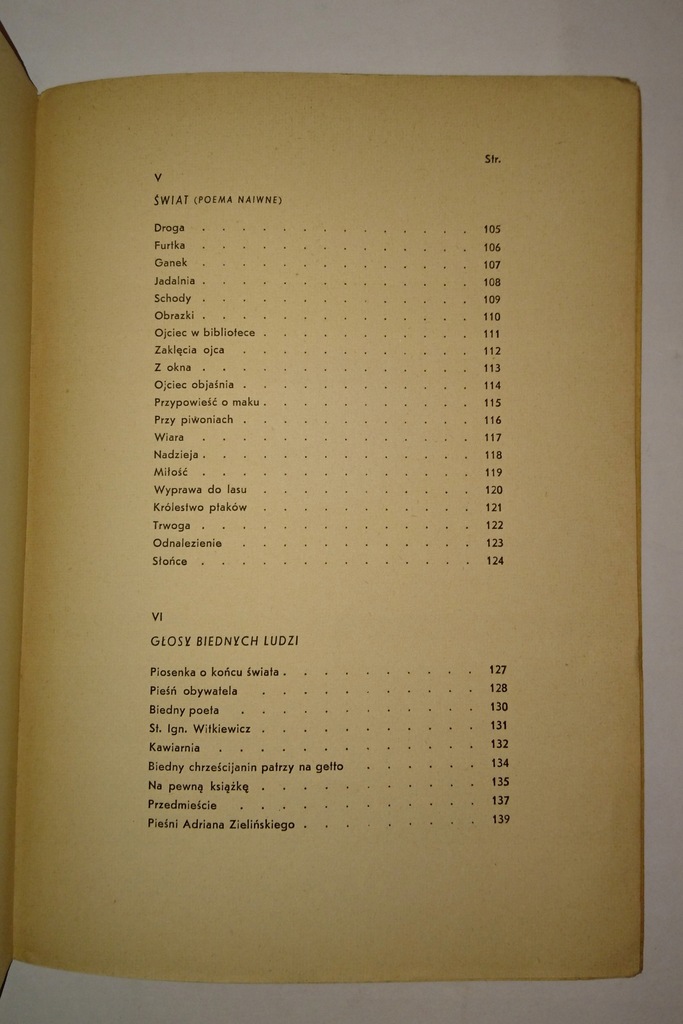 Str.
V
ŚWIAT (POEMA NAIWNE)
Droga . . . . . . . . . . . . . . 105
Furtka . . . . . . . . . . . . . . 106
Ganek . . . . . . . . . . . . . . 107
Jadalnia . . . . . . . . . . . . . . 108
Schody . . . . . . . . . . . . . . 109
Obrazki . . . . . . . . . . . . . . 110
Ojciec w bibliotece . . . . . . . . . . . 111
Zaklęcia ojca . . . . . . . . . . . . 112
Z okna . . . . . . . . . . . . . . 113
Ojciec objaśnia . . . . . . . . . . . . 114
Przypowieść o maku . . . . . . . . . . . 115
Przy piwoniach . . . . . . . . . . . . 116
Wiara . . . . . . . . . . . . . . 117
Nadzieja . . . . . . . . . . . . . . 118
Miłość . . . . . . . . . . . . . . 119
Wyprawa do lasu . . . . . . . . . . . 120
Królestwo ptaków . . . . . . . . . . . 121
Trwoga . . . . . . . . . . . . . . 122
Odnalezienie . . . . . . . . . . . . 123
Słońce . . . . . . . . . . . . . . 124
VI
GŁOSY BIEDNYCH LUDZI
Piosenka o końcu świata . . . . . . . . . . 127
Pieśń obywatela . . . . . . . . . . . 128
Biedny poeta . . . . . . . . . . . . 130
St. Ign. Witkiewicz . . . . . . . . . . . 131
Kawiarnia . . . . . . . . . . . . . 132
Biedny chrześcijanin patrzy na getto . . . . . . 134
Na pewną książkę . . . . . . . . . . . 135
Przedmieście . . . . . . . . . . . . 137
Pieśni Adriana Zielińskiego . . . . . . . . . 139